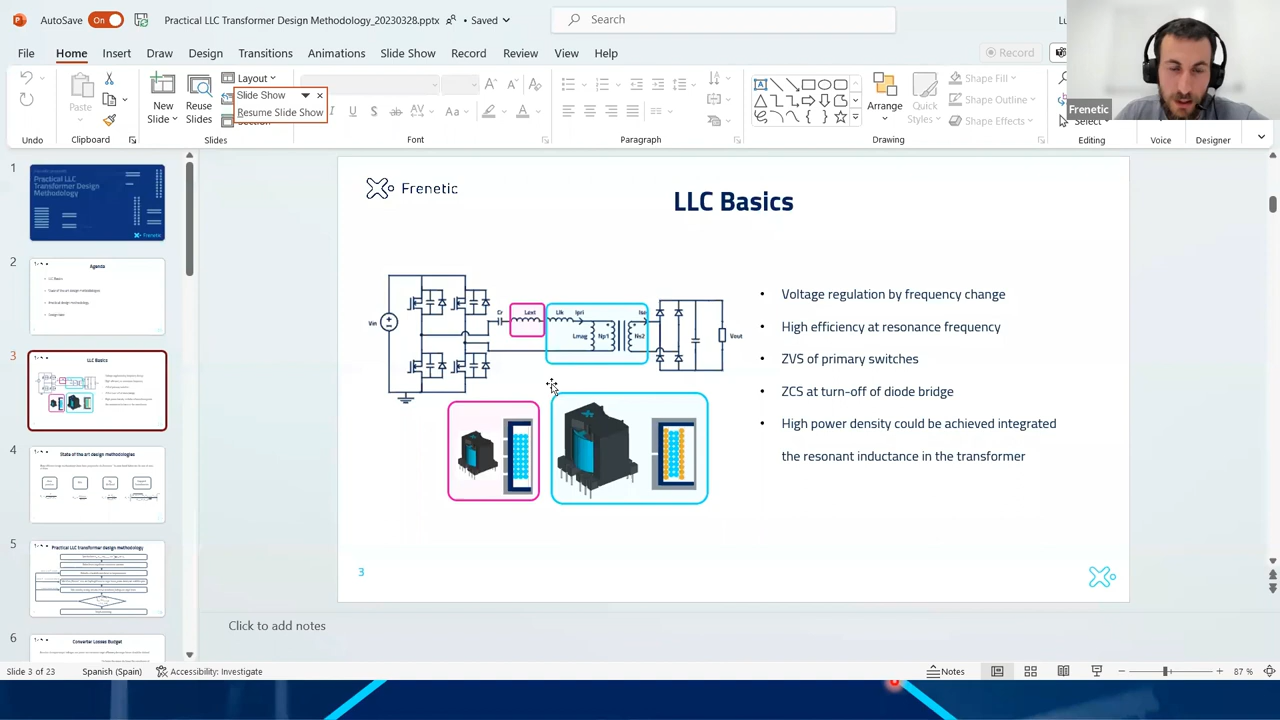 AutoSave On Practical LLC Transformer Design Methodology_20230328.pptx • Saved Search
File Home Insert Draw Design Transitions Animations Slide Show Record Review View Help Record
Paste New Slide Reuse Slides Layout Slide Show Resume Slide Show Arrange Quick Styles Shape Fill Shape Outline Shape Effects Select
Undo Clipboard Slides Font Paragraph Drawing Editing Voice Designer
Frenetic
1
Practical LLC
Transformer Design
Methodology
Frenetic
2
Agenda
3
LLC Basics
4
State of the art design methodologies
5
Practical LLC Transformer design methodology
6
Converter Losses Budget
Frenetic
LLC Basics
Vin Cr Lext Llk Ipri Isec Lmag Np1 Ns2 Vout
• Voltage regulation by frequency change
• High efficiency at resonance frequency
• ZVS of primary switches
• ZCS at turn-off of diode bridge
• High power density could be achieved integrated
the resonant inductance in the transformer
3
Click to add notes
Slide 3 of 23 Spanish (Spain) Accessibility: Investigate Notes 87 %